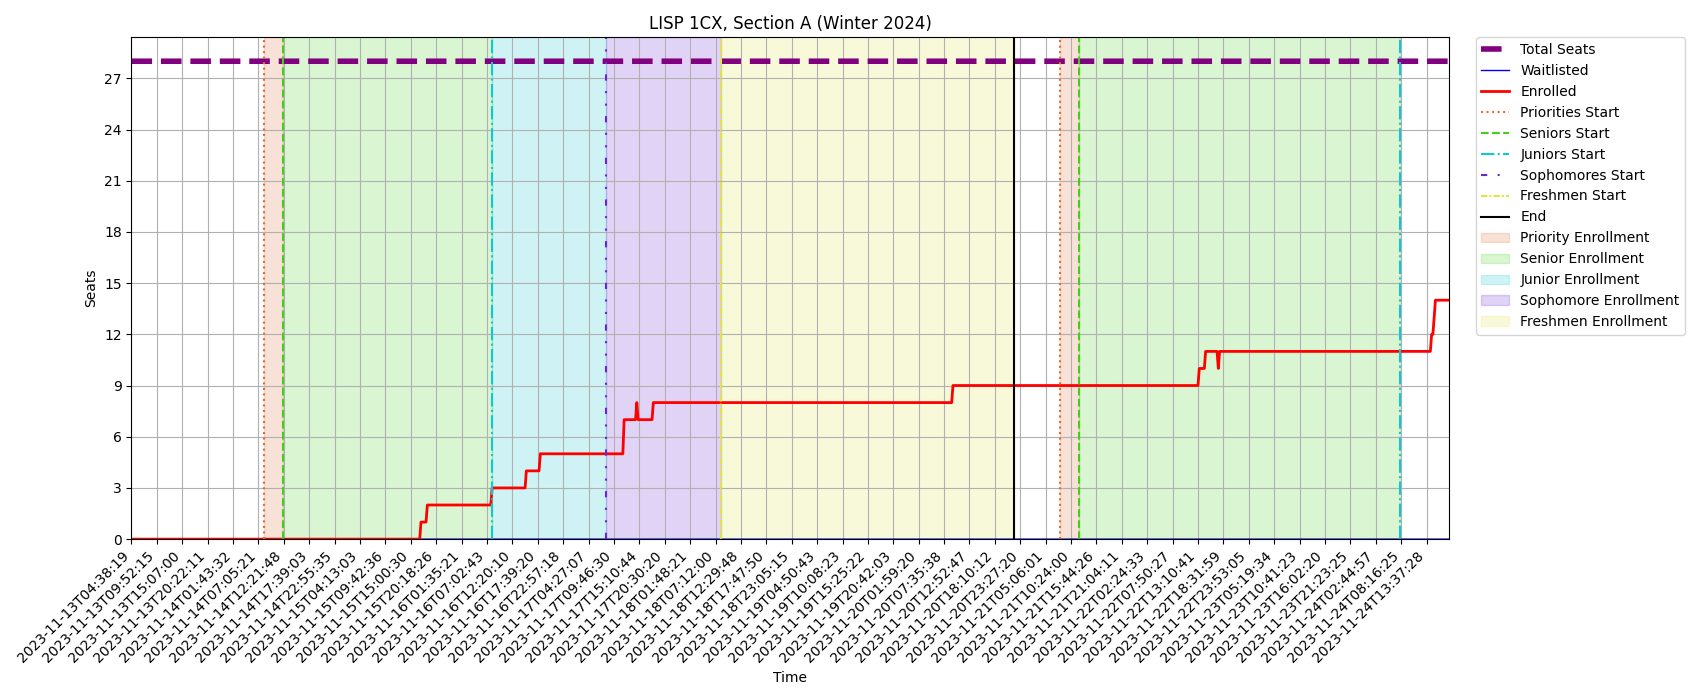 LISP 1CX, Section A (Winter 2024)
Seats
27
24
21
18
15
12
9
6
3
0
2023-11-13T04:38:19
2023-11-13T09:52:15
2023-11-13T15:07:00
2023-11-13T20:22:11
2023-11-14T01:43:32
2023-11-14T07:05:21
2023-11-14T12:21:48
2023-11-14T17:39:03
2023-11-14T22:55:35
2023-11-15T04:13:03
2023-11-15T09:42:36
2023-11-15T15:00:30
2023-11-15T20:18:26
2023-11-16T01:35:21
2023-11-16T07:02:43
2023-11-16T12:20:10
2023-11-16T17:39:20
2023-11-16T22:57:18
2023-11-17T04:27:07
2023-11-17T09:46:30
2023-11-17T15:10:44
2023-11-17T20:30:20
2023-11-18T01:48:21
2023-11-18T07:12:00
2023-11-18T12:29:48
2023-11-18T17:47:50
2023-11-18T23:05:15
2023-11-19T04:50:43
2023-11-19T10:08:23
2023-11-19T15:25:22
2023-11-19T20:42:03
2023-11-20T01:59:20
2023-11-20T07:35:38
2023-11-20T12:52:47
2023-11-20T18:10:12
2023-11-20T23:27:20
2023-11-21T05:06:01
2023-11-21T10:24:00
2023-11-21T15:44:26
2023-11-21T21:04:11
2023-11-22T02:24:33
2023-11-22T07:50:27
2023-11-22T13:10:41
2023-11-22T18:31:59
2023-11-22T23:53:05
2023-11-23T05:19:34
2023-11-23T10:41:23
2023-11-23T16:02:20
2023-11-23T21:23:25
2023-11-24T02:44:57
2023-11-24T08:16:25
2023-11-24T13:37:28
Time
Total Seats
Waitlisted
Enrolled
Priorities Start
Seniors Start
Juniors Start
Sophomores Start
Freshmen Start
End
Priority Enrollment
Senior Enrollment
Junior Enrollment
Sophomore Enrollment
Freshmen Enrollment